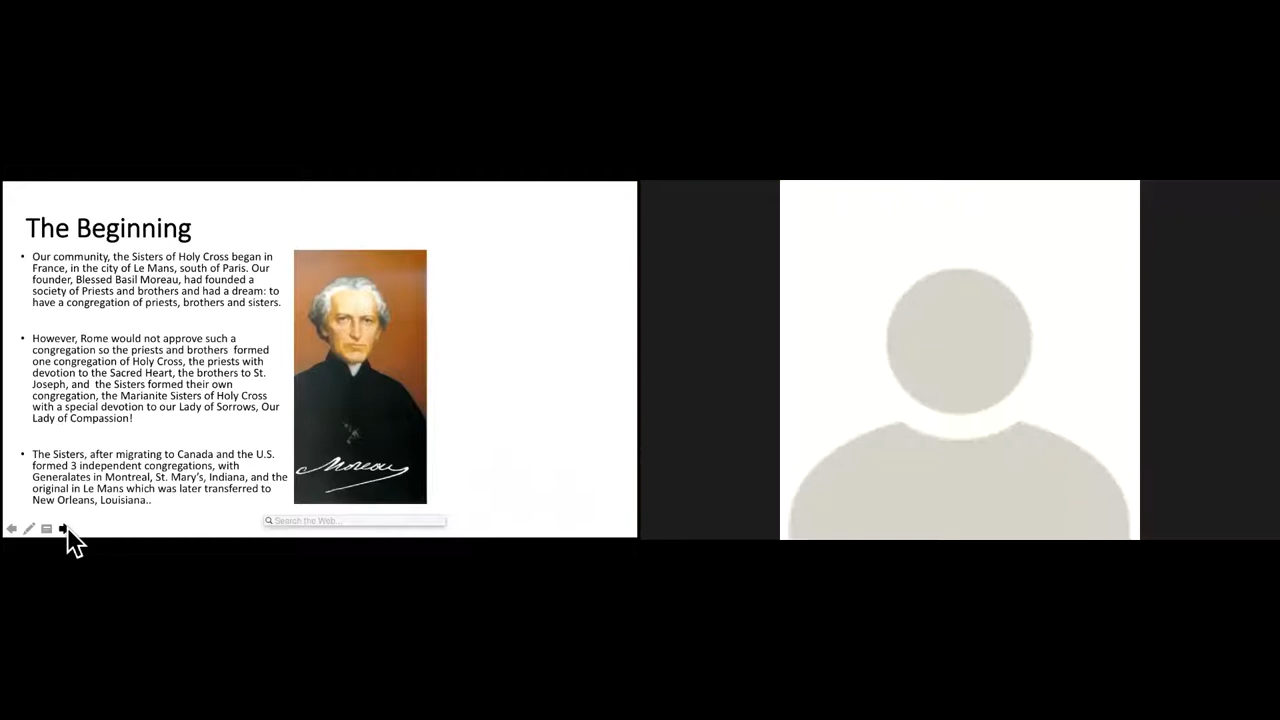 The Beginning
• Our community, the Sisters of Holy Cross began in
France, in the city of Le Mans, south of Paris. Our
founder, Blessed Basil Moreau, had founded a
society of Priests and brothers and had a dream: to
have a congregation of priests, brothers and sisters.
• However, Rome would not approve such a
congregation so the priests and brothers formed
one congregation of Holy Cross, the priests with
devotion to the Sacred Heart, the brothers to St.
Joseph, and the Sisters formed their own
congregation, the Marianite Sisters of Holy Cross
with a special devotion to our Lady of Sorrows, Our
Lady of Compassion!
• The Sisters, after migrating to Canada and the U.S.
formed 3 independent congregations, with
Generalates in Montreal, St. Mary's, Indiana, and the
original in Le Mans which was later transferred to
New Orleans, Louisiana..
Moreau
Search the Web...